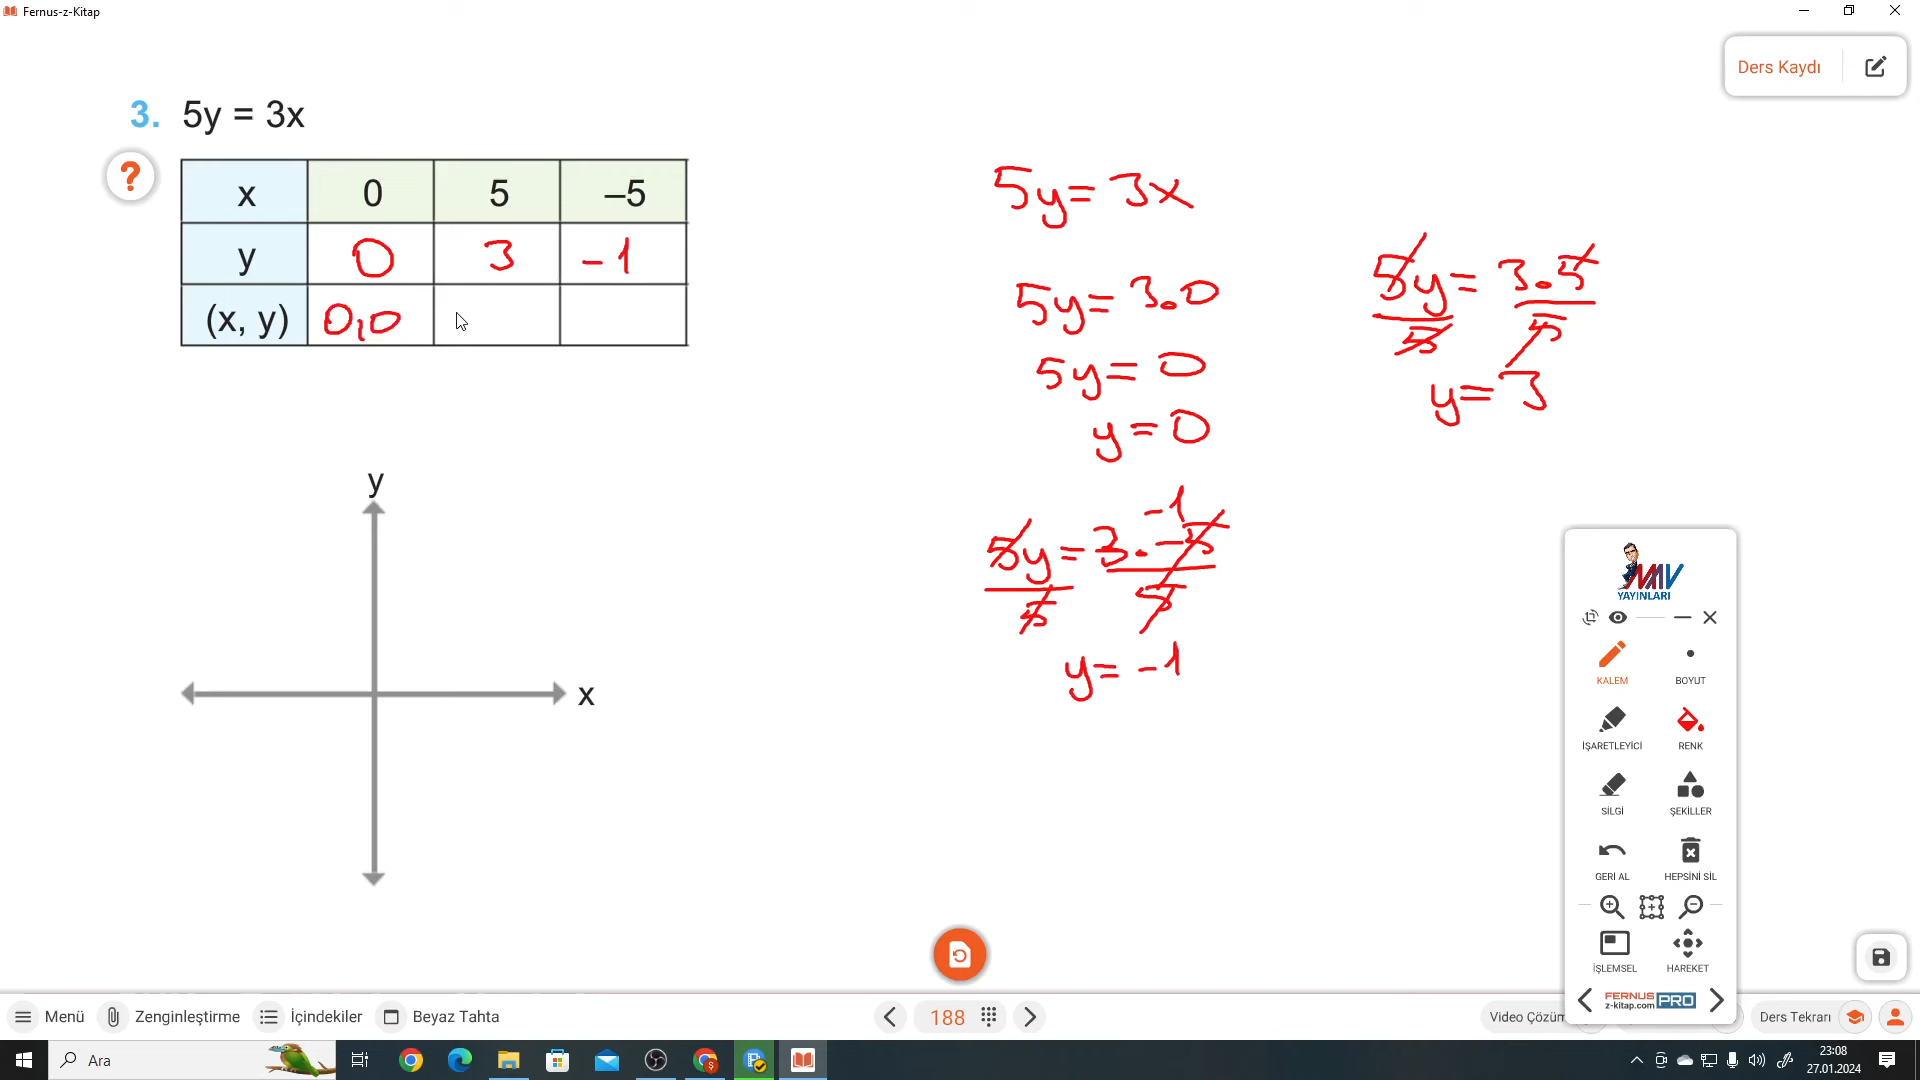 Fernus-z-Kitap
Ders Kaydı
3. 5y = 3x
?
x 0 5 –5
y 0 3 -1
(x, y) 0,0
y
x
5y = 3x
5y = 3.0
5y = 0
y = 0
-1
5y = 3.-5
5 5
y = -1
5y = 3.5
5 5
y = 3
MV
YAYINLARI
KALEM BOYUT
İŞARETLEYİCİ RENK
SİLGİ ŞEKİLLER
GERİ AL HEPSİNİ SİL
İŞLEMSEL HAREKET
FERNUS
z-kitap.com PRO
Menü Zenginleştirme İçindekiler Beyaz Tahta 188 Video Çözüm Ders Tekrarı
Ara
23:08
27.01.2024